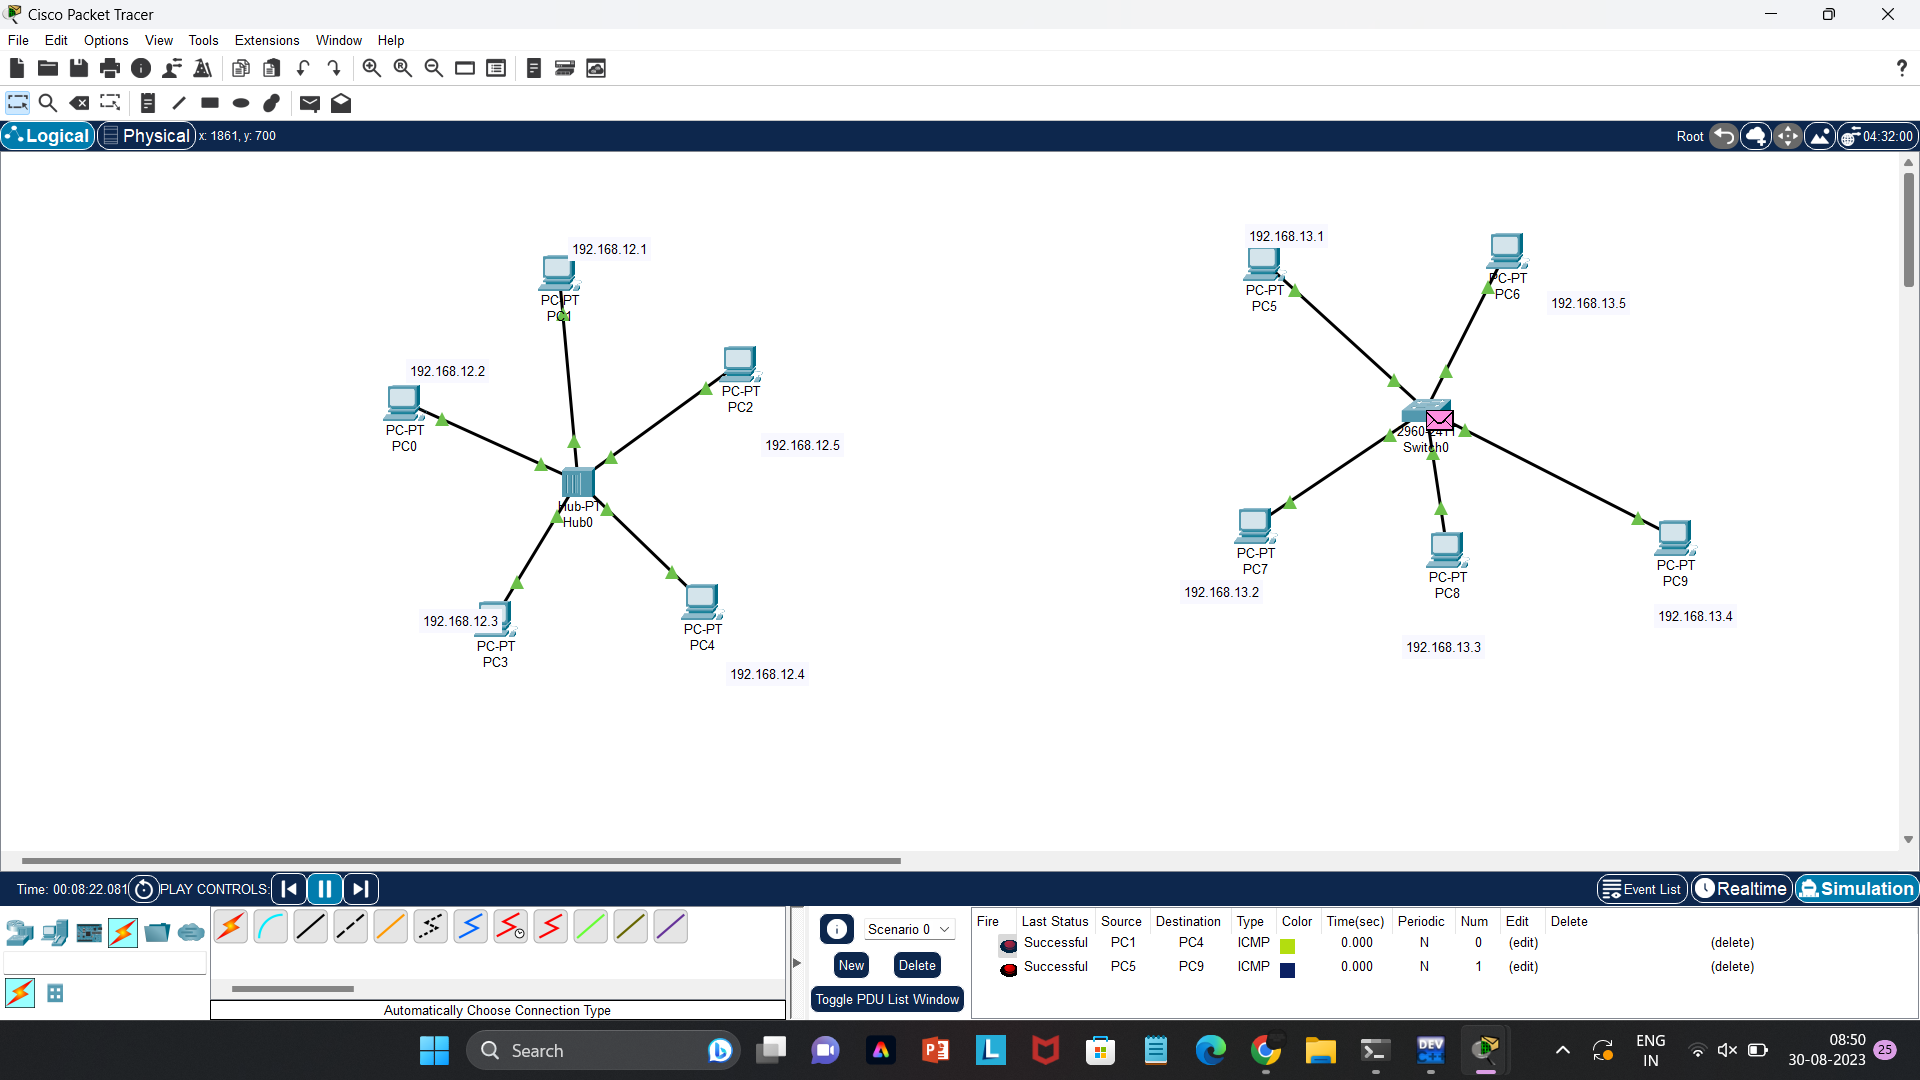 Cisco Packet Tracer
File Edit Options View Tools Extensions Window Help
?
Logical Physical x: 1861, y: 700 Root 04:32:00
192.168.12.1
PC-PT
PC1
192.168.12.2
PC-PT
PC0
PC-PT
PC2
192.168.12.5
Hub-PT
Hub0
192.168.12.3
PC-PT
PC3
PC-PT
PC4
192.168.12.4
192.168.13.1
PC-PT
PC5
PC-PT
PC6
192.168.13.5
Switch0
PC-PT
PC7
192.168.13.2
PC-PT
PC8
192.168.13.3
PC-PT
PC9
192.168.13.4
Time: 00:08:22.081 PLAY CONTROLS: Event List Realtime Simulation
Automatically Choose Connection Type
Scenario 0
New Delete
Toggle PDU List Window
Fire Last Status Source Destination Type Color Time(sec) Periodic Num Edit Delete
Successful PC1 PC4 ICMP 0.000 N 0 (edit) (delete)
Successful PC5 PC9 ICMP 0.000 N 1 (edit) (delete)
Search
DEV
ENG
IN
08:50
30-08-2023
25